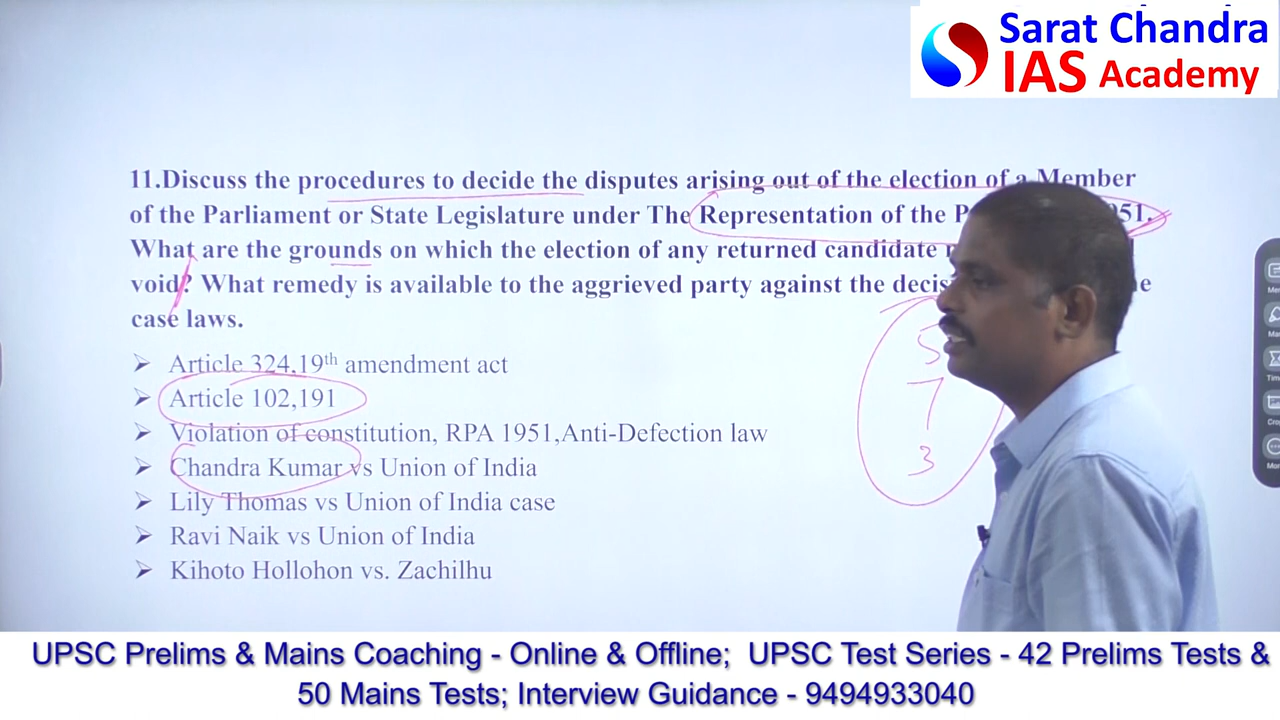 Sarat Chandra
IAS Academy
11.Discuss the procedures to decide the disputes arising out of the election of a Member
of the Parliament or State Legislature under The Representation of the P 951.
What are the grounds on which the election of any returned candidate
void? What remedy is available to the aggrieved party against the decis
case laws.
Article 324,19th amendment act
Article 102,191
Violation of constitution, RPA 1951,Anti-Defection law
Chandra Kumar vs Union of India
Lily Thomas vs Union of India case
Ravi Naik vs Union of India
Kihoto Hollohon vs. Zachilhu
5
7
3
UPSC Prelims & Mains Coaching - Online & Offline; UPSC Test Series - 42 Prelims Tests &
50 Mains Tests; Interview Guidance - 9494933040